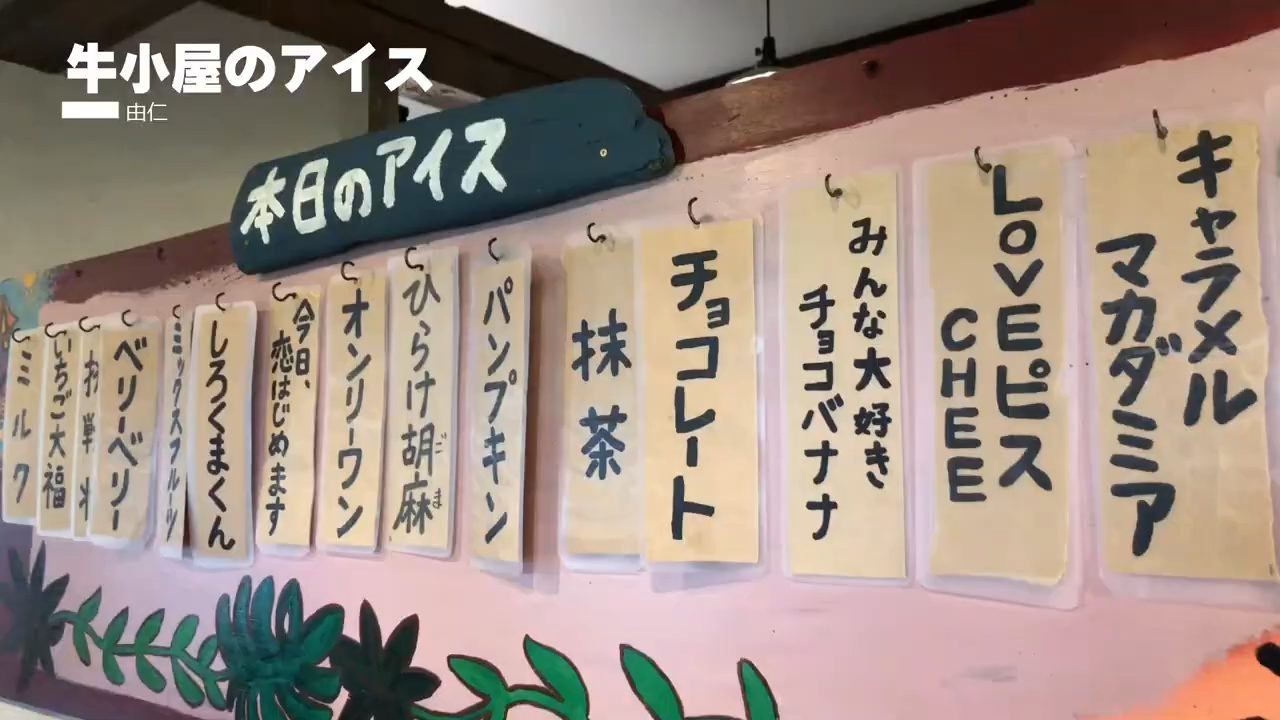 牛小屋のアイス
由仁
本日のアイス
キャラメル
マカダミア
LOVEピス
CHEEE
みんな大好き
チョコバナナ
チョコレート
抹茶
パンプキン
ひらけ胡麻
ごま
オンリーワン
今日、
恋はじめます
しろくまくん
ミックスフルーツ
ベリーベリー
いちご大福
ミルク